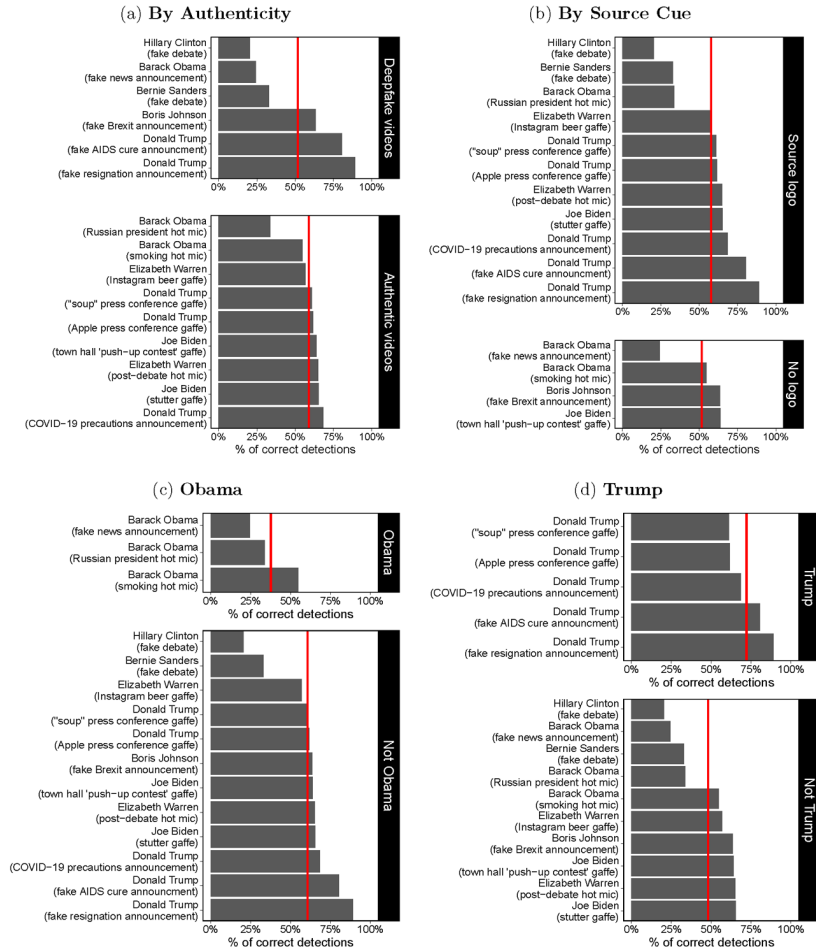 (a) By Authenticity
Hillary Clinton
(fake debate)
Barack Obama
(fake news announcement)
Bernie Sanders
(fake debate)
Boris Johnson
(fake Brexit announcement)
Donald Trump
(fake AIDS cure announcment)
Donald Trump
(fake resignation announcement)
Deepfake videos
0% 25% 50% 75% 100%
Barack Obama
(Russian president hot mic)
Barack Obama
(smoking hot mic)
Elizabeth Warren
(Instagram beer gaffe)
Donald Trump
("soup" press conference gaffe)
Donald Trump
(Apple press conference gaffe)
Joe Biden
(town hall 'push-up contest' gaffe)
Elizabeth Warren
(post-debate hot mic)
Joe Biden
(stutter gaffe)
Donald Trump
(COVID-19 precautions announcement)
Authentic videos
0% 25% 50% 75% 100%
% of correct detections
(b) By Source Cue
Hillary Clinton
(fake debate)
Bernie Sanders
(fake debate)
Barack Obama
(Russian president hot mic)
Elizabeth Warren
(Instagram beer gaffe)
Donald Trump
("soup" press conference gaffe)
Donald Trump
(Apple press conference gaffe)
Elizabeth Warren
(post-debate hot mic)
Joe Biden
(stutter gaffe)
Donald Trump
(COVID-19 precautions announcement)
Donald Trump
(fake AIDS cure announcment)
Donald Trump
(fake resignation announcement)
Source logo
0% 25% 50% 75% 100%
Barack Obama
(fake news announcement)
Barack Obama
(smoking hot mic)
Boris Johnson
(fake Brexit announcement)
Joe Biden
(town hall 'push-up contest' gaffe)
No logo
0% 25% 50% 75% 100%
% of correct detections
(c) Obama
Barack Obama
(fake news announcement)
Barack Obama
(Russian president hot mic)
Barack Obama
(smoking hot mic)
Obama
0% 25% 50% 75% 100%
% of correct detections
Hillary Clinton
(fake debate)
Bernie Sanders
(fake debate)
Elizabeth Warren
(Instagram beer gaffe)
Donald Trump
("soup" press conference gaffe)
Donald Trump
(Apple press conference gaffe)
Boris Johnson
(fake Brexit announcement)
Joe Biden
(town hall 'push-up contest' gaffe)
Elizabeth Warren
(post-debate hot mic)
Joe Biden
(stutter gaffe)
Donald Trump
(COVID-19 precautions announcement)
Donald Trump
(fake AIDS cure announcment)
Donald Trump
(fake resignation announcement)
Not Obama
0% 25% 50% 75% 100%
% of correct detections
(d) Trump
Donald Trump
("soup" press conference gaffe)
Donald Trump
(Apple press conference gaffe)
Donald Trump
(COVID-19 precautions announcement)
Donald Trump
(fake AIDS cure announcment)
Donald Trump
(fake resignation announcement)
Trump
0% 25% 50% 75% 100%
% of correct detections
Hillary Clinton
(fake debate)
Barack Obama
(fake news announcement)
Bernie Sanders
(fake debate)
Barack Obama
(Russian president hot mic)
Barack Obama
(smoking hot mic)
Elizabeth Warren
(Instagram beer gaffe)
Boris Johnson
(fake Brexit announcement)
Joe Biden
(town hall 'push-up contest' gaffe)
Elizabeth Warren
(post-debate hot mic)
Joe Biden
(stutter gaffe)
Not Trump
0% 25% 50% 75% 100%
% of correct detections